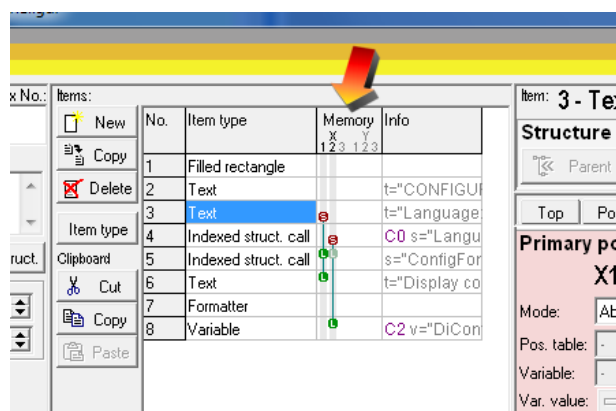 x No.:
Items:
Item: 3 - Te
New
Copy
Delete
Item type
Clipboard
Cut
Copy
Paste
No. Item type Memory Info
X Y
1 2 3 1 2 3
1 Filled rectangle
2 Text t="CONFIGU
3 Text S t="Language:
4 Indexed struct. call S C0 s="Langu
5 Indexed struct. call L L s="ConfigFor
6 Text L t="Display co
7 Formatter
8 Variable L C2 v="DiCon
ruct.
Structure
Parent
Top Po
Primary po
X1
Mode: Ab
Pos. table: -
Variable: -
Var. value: